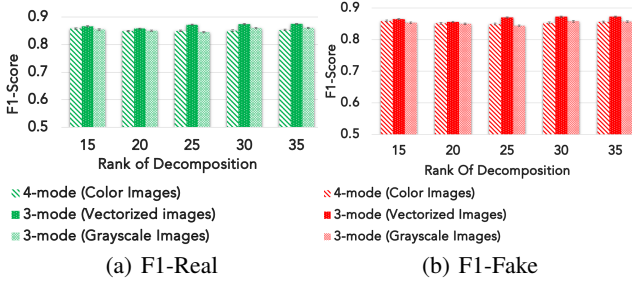 F1-Score
0.9
0.8
0.7
0.6
0.5
15 20 25 30 35
Rank of Decomposition
4-mode (Color Images)
3-mode (Vectorized images)
3-mode (Grayscale Images)
(a) F1-Real
F1-Score
0.9
0.8
0.7
0.6
0.5
15 20 25 30 35
Rank Of Decomposition
4-mode (Color Images)
3-mode (Vectorized Images)
3-mode (Grayscale Images)
(b) F1-Fake